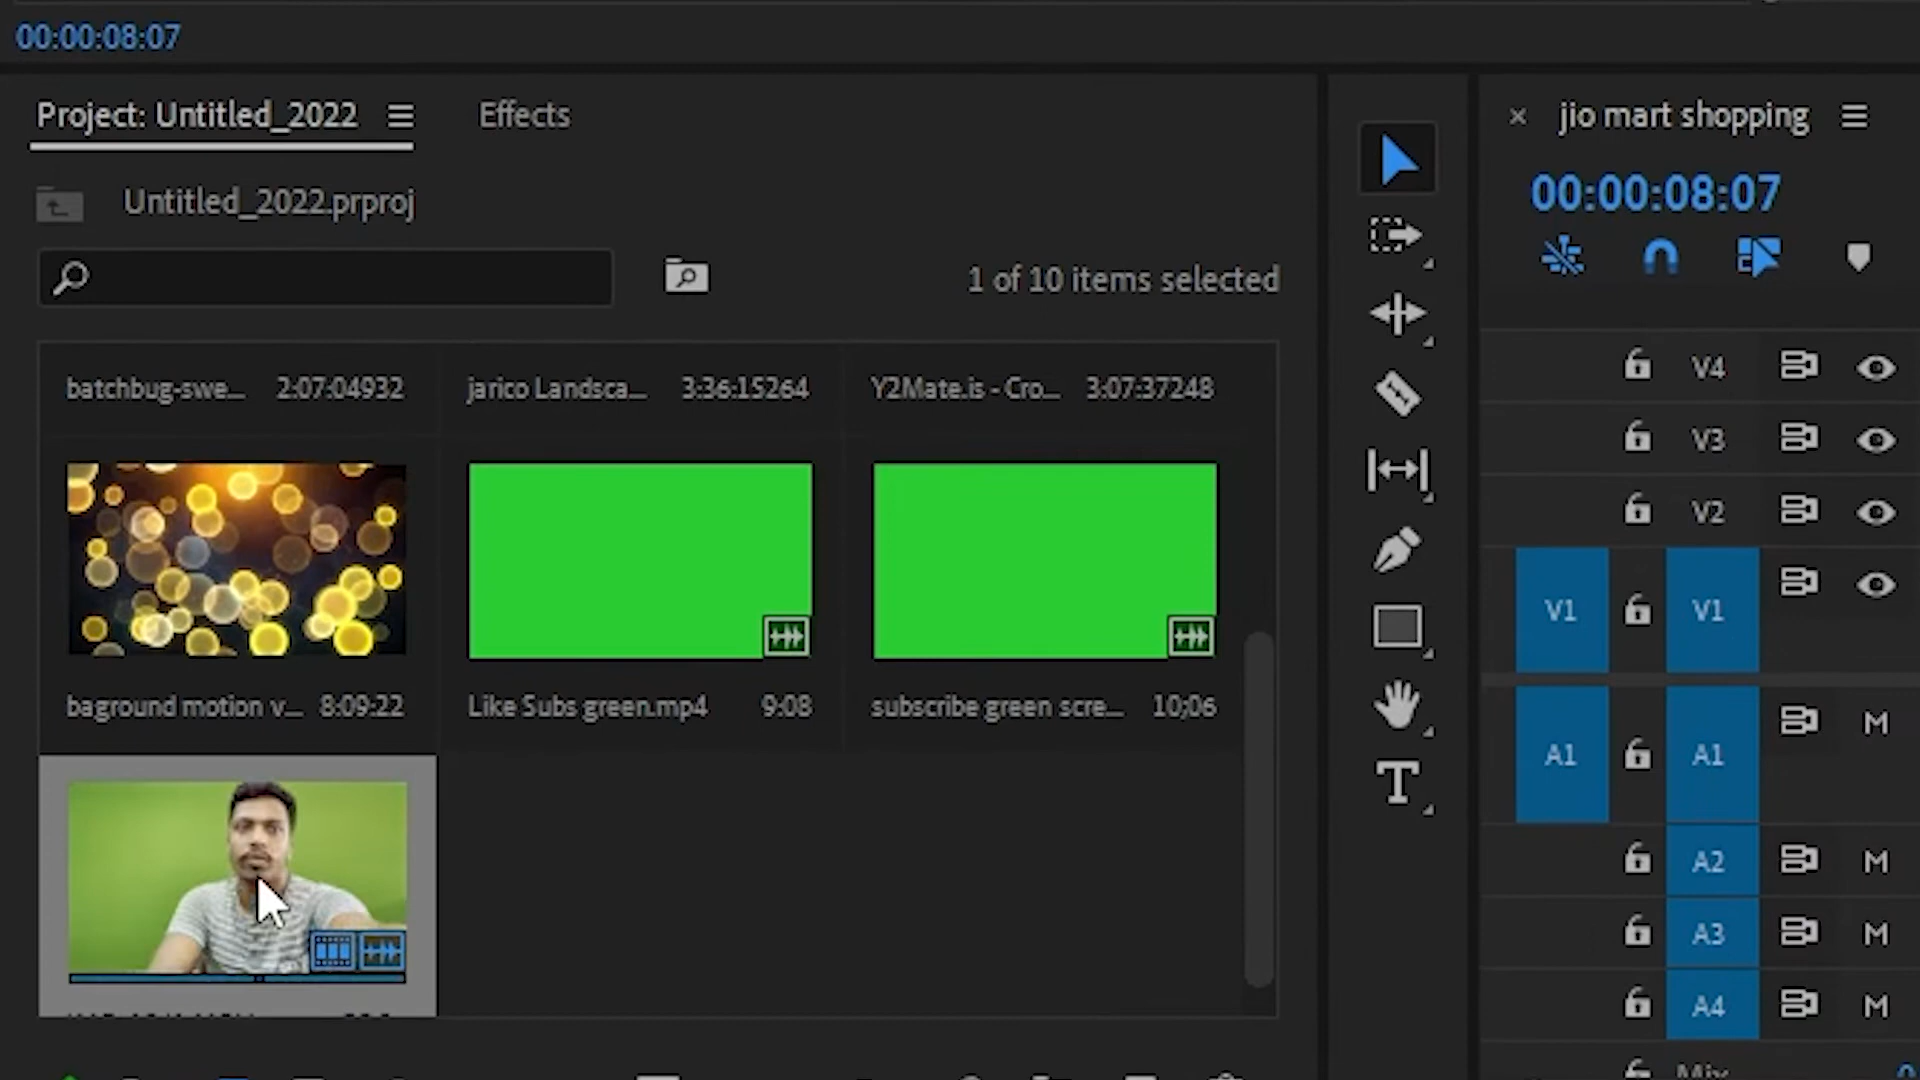 00:00:08:07
Project: Untitled_2022
Effects
jio mart shopping
Untitled_2022.prproj
00:00:08:07
1 of 10 items selected
batchbug-swe... 2:07:04932
jarico Landsca... 3:36:15264
Y2Mate.is - Cro... 3:07:37248
V4
V3
V2
V1 V1
baground motion v... 8:09:22
Like Subs green.mp4 9:08
subscribe green scre... 10;06
A1 A1 M
T
A2 M
A3 M
A4 M
Mix